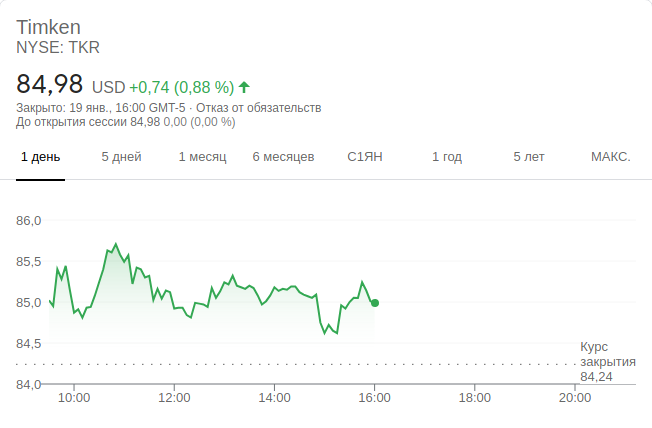 Timken
NYSE: TKR
84,98 USD +0,74 (0,88 %)
Закрыто: 19 янв., 16:00 GMT-5 · Отказ от обязательств
До открытия сессии 84,98 0,00 (0,00 %)
1 день 5 дней 1 месяц 6 месяцев С1ЯН 1 год 5 лет МАКС.
86,0
85,5
85,0
84,5
Курс
закрытия
84,24
84,0
10:00 12:00 14:00 16:00 18:00 20:00